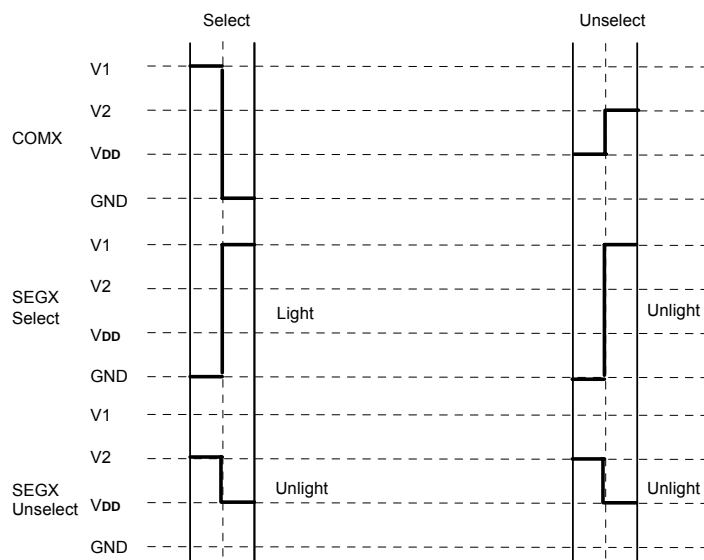 Select Unselect
V1
V2
COMX
VDD
GND
V1
V2
SEGX
Select
Light
Unlight
VDD
GND
V1
V2
SEGX
Unselect
Unlight
Unlight
VDD
GND